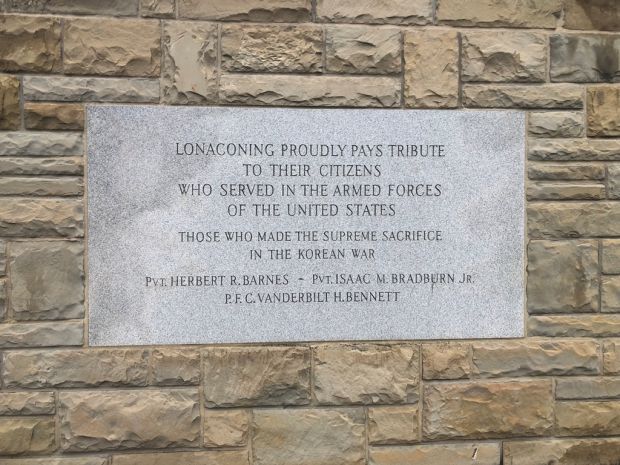 LONACONING PROUDLY PAYS TRIBUTE
TO THEIR CITIZENS
WHO SERVED IN THE ARMED FORCES
OF THE UNITED STATES
THOSE WHO MADE THE SUPREME SACRIFICE
IN THE KOREAN WAR
PVT. HERBERT R. BARNES - PVT. ISAAC M. BRADBURN JR.
P.F.C. VANDERBILT H. BENNETT